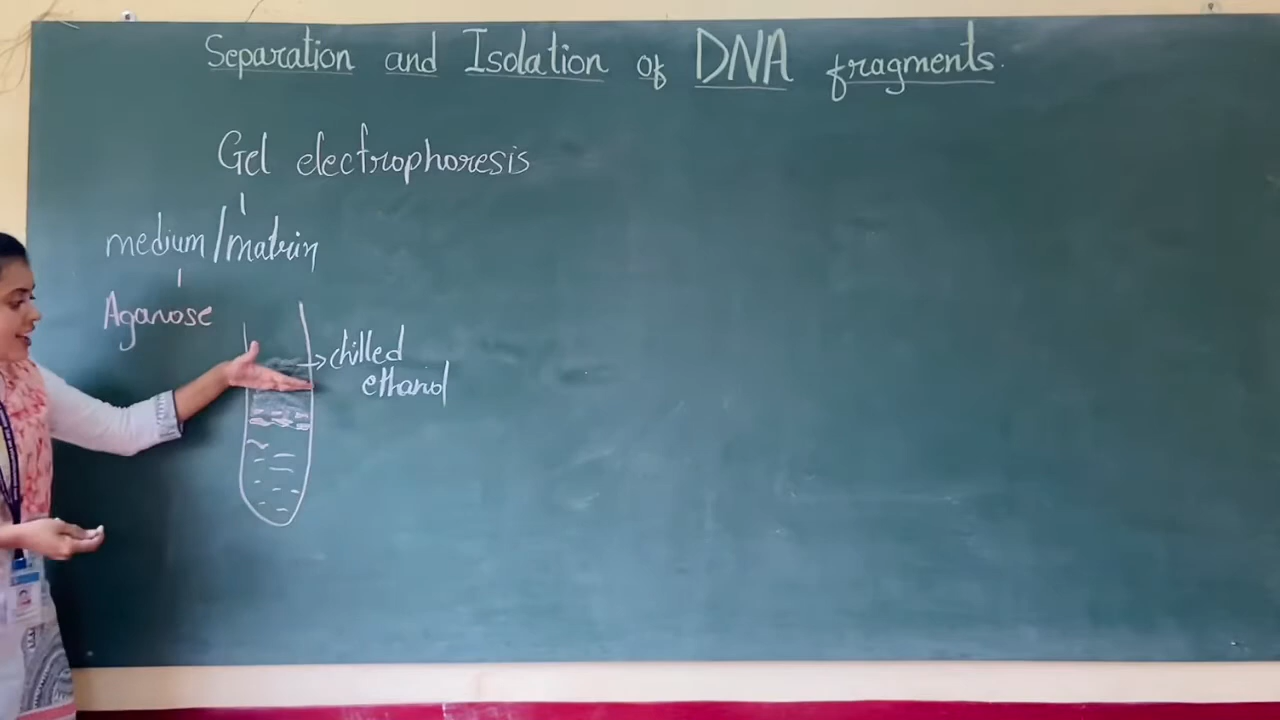 Separation and Isolation of DNA fragments.
Gel electrophoresis
medium/matrix
Agarose
chilled
ethanol